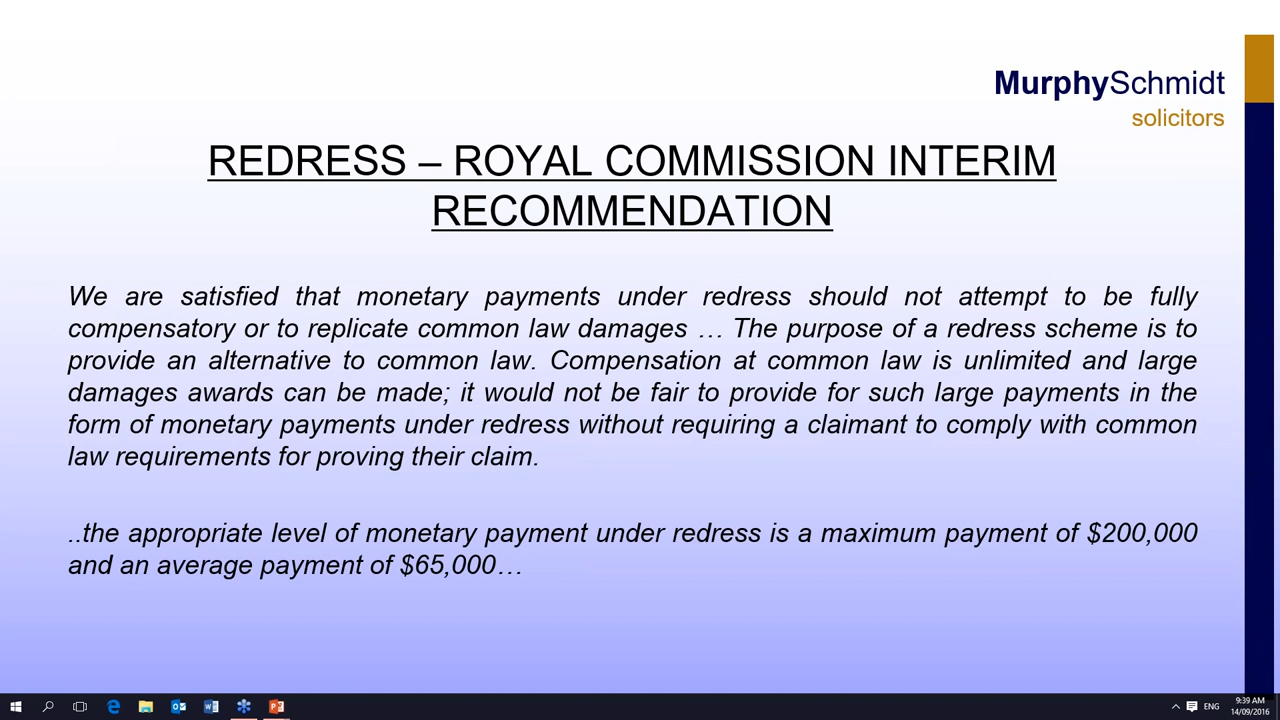 MurphySchmidt
solicitors
REDRESS – ROYAL COMMISSION INTERIM
RECOMMENDATION
We are satisfied that monetary payments under redress should not attempt to be fully
compensatory or to replicate common law damages … The purpose of a redress scheme is to
provide an alternative to common law. Compensation at common law is unlimited and large
damages awards can be made; it would not be fair to provide for such large payments in the
form of monetary payments under redress without requiring a claimant to comply with common
law requirements for proving their claim.
..the appropriate level of monetary payment under redress is a maximum payment of $200,000
and an average payment of $65,000…
ENG
9:39 AM
14/09/2016